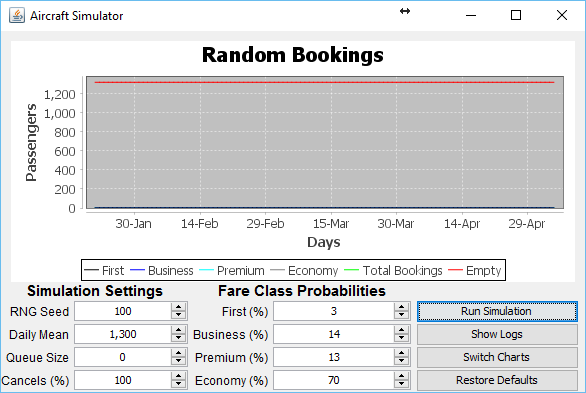 Aircraft Simulator
Random Bookings
Passengers
1,200
1,000
800
600
400
200
0
30-Jan 14-Feb 29-Feb 15-Mar 30-Mar 14-Apr 29-Apr
Days
First Business Premium Economy Total Bookings Empty
Simulation Settings Fare Class Probabilities
RNG Seed 100 First (%) 3 Run Simulation
Daily Mean 1,300 Business (%) 14 Show Logs
Queue Size 0 Premium (%) 13 Switch Charts
Cancels (%) 100 Economy (%) 70 Restore Defaults